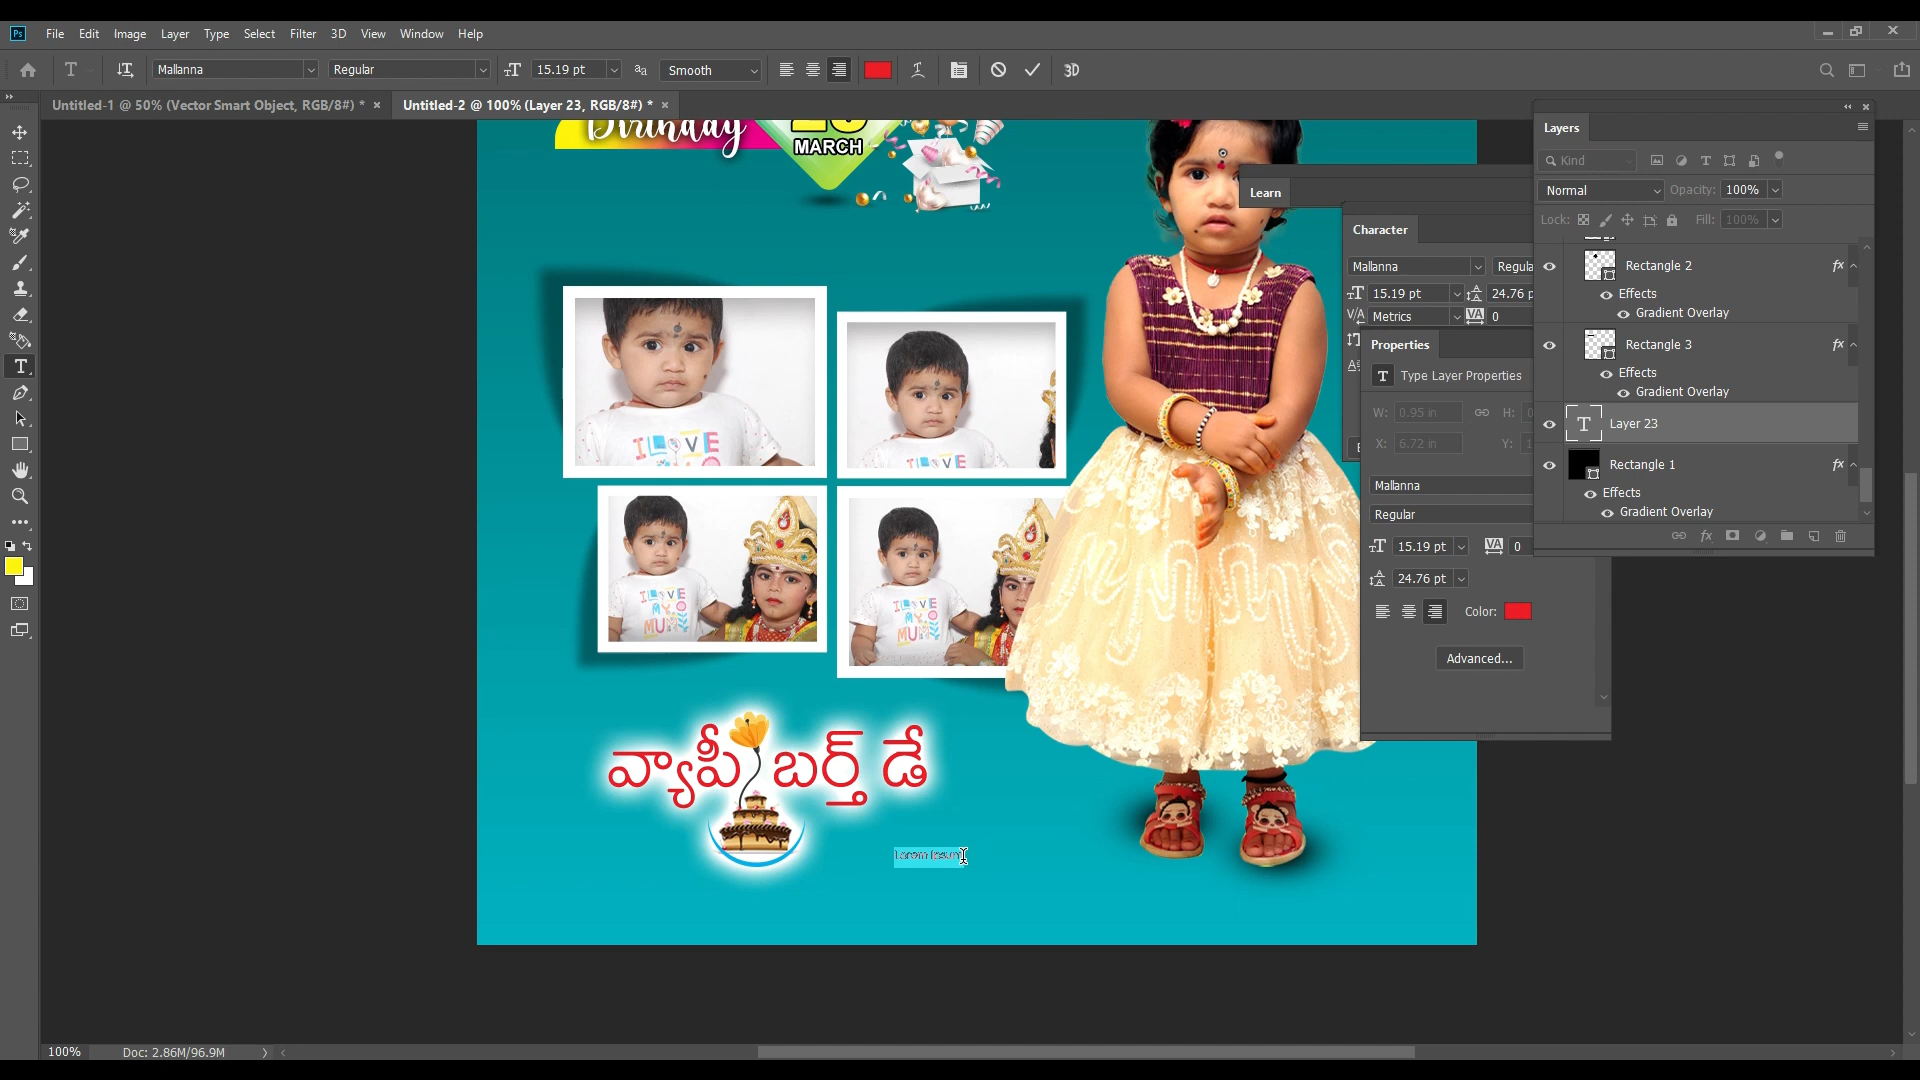 File Edit Image Layer Type Select Filter 3D View Window Help
Mallanna Regular 15.19 pt Smooth 3D
Untitled-1 @ 50% (Vector Smart Object, RGB/8#) * × Untitled-2 @ 100% (Layer 23, RGB/8#) * ×
Birthday
MARCH
I LOVE
I LOVE
I LOVE
MY
MUM
I LOVE
MY
MUM
వ్యాపీ బర్త్ డే
Lorem Ipsum
Learn
Character
Mallanna Regula
15.19 pt 24.76 p
Metrics 0
Properties
Type Layer Properties
W: 0.95 in H: 0
X: 6.72 in Y: 1
Mallanna
Regular
15.19 pt 0
24.76 pt
Color:
Advanced...
Layers
Kind
Normal Opacity: 100%
Lock: Fill: 100%
Rectangle 2 fx
Effects
Gradient Overlay
Rectangle 3 fx
Effects
Gradient Overlay
Layer 23
Rectangle 1 fx
Effects
Gradient Overlay
100% Doc: 2.86M/96.9M